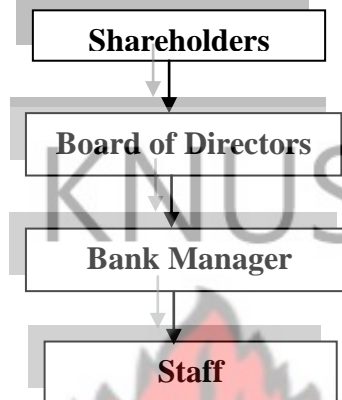 Shareholders
Board of Directors
KNUS
Bank Manager
Staff